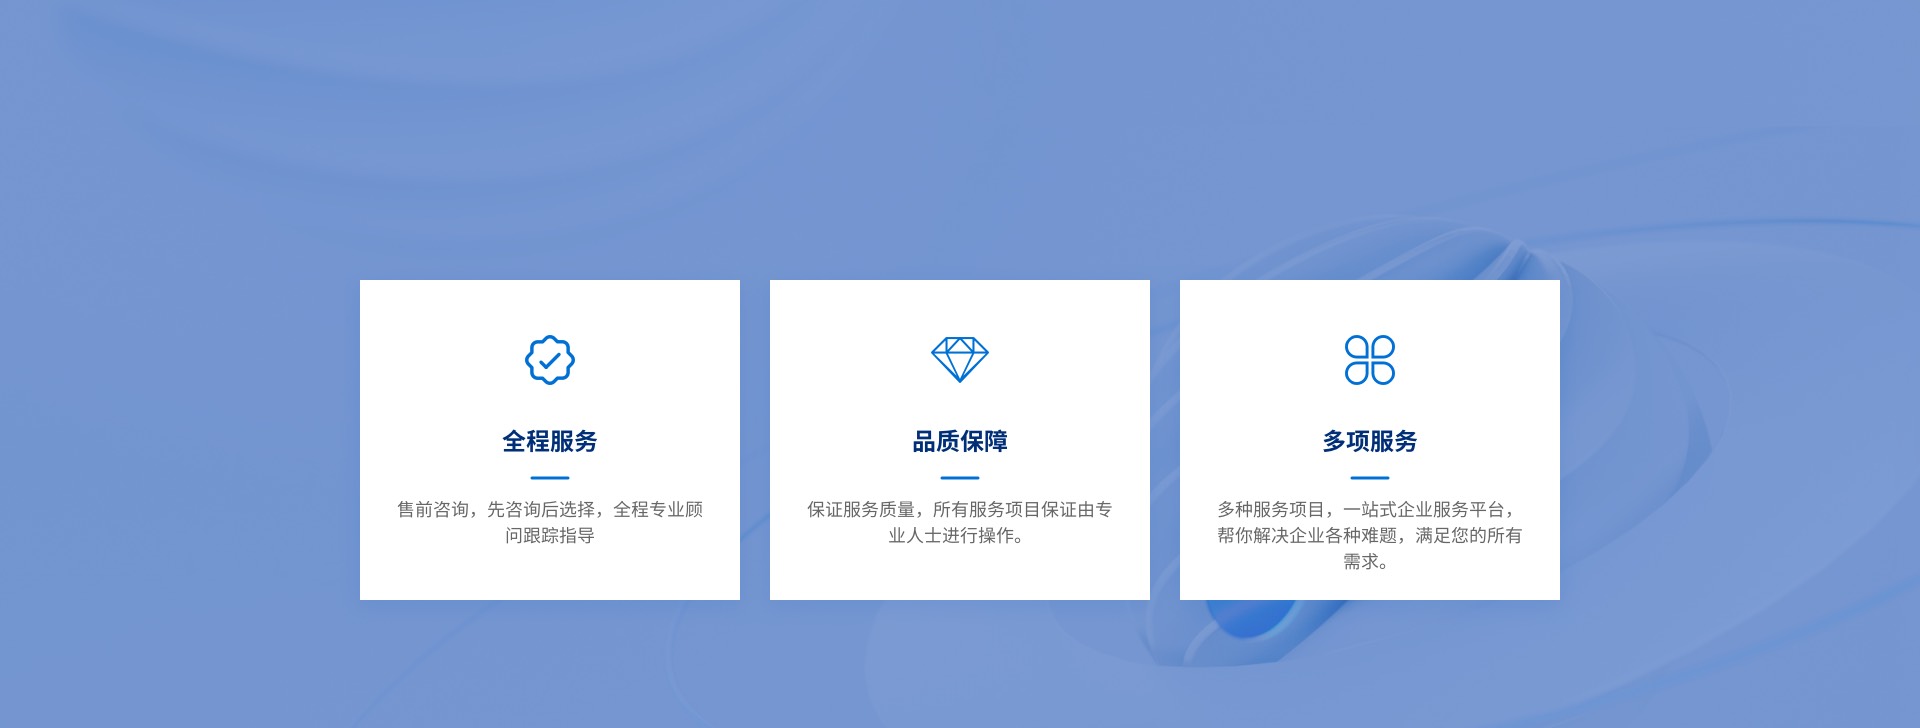 全程服务
售前咨询，先咨询后选择，全程专业顾
问跟踪指导
品质保障
保证服务质量，所有服务项目保证由专
业人士进行操作。
多项服务
多种服务项目，一站式企业服务平台，
帮你解决企业各种难题，满足您的所有
需求。